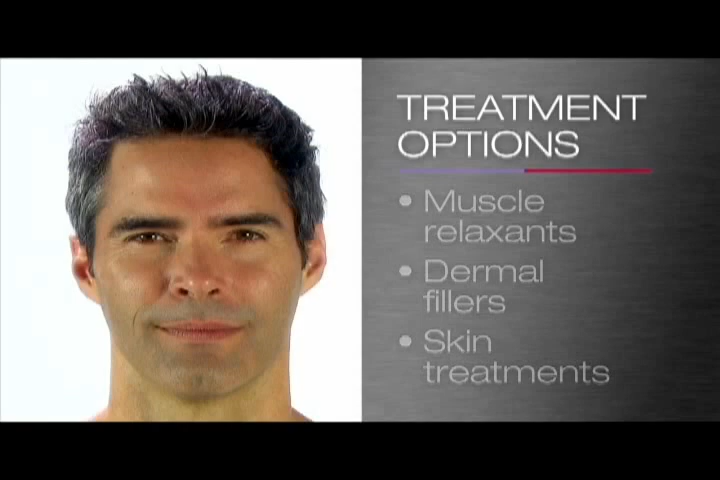 TREATMENT
OPTIONS
• Muscle
relaxants
• Dermal
fillers
• Skin
treatments